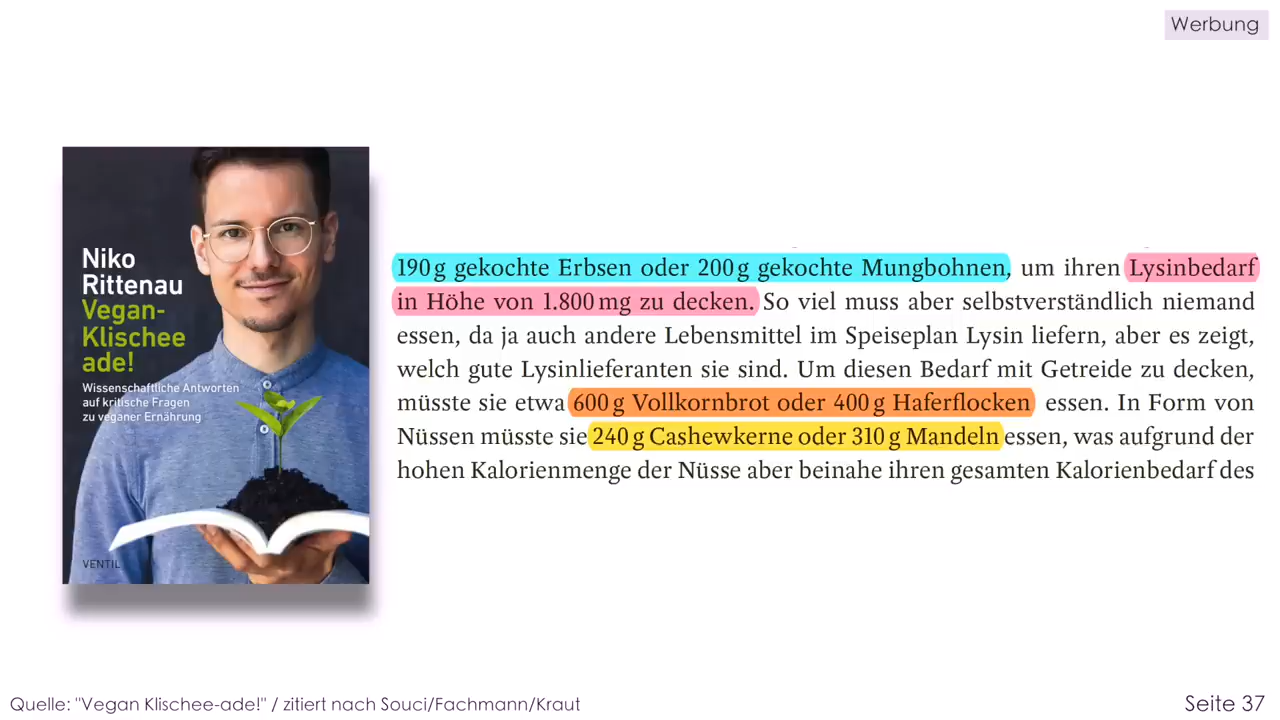 Werbung
Niko
Rittenau
Vegan-
Klischee
ade!
Wissenschaftliche Antworten
auf kritische Fragen
zu veganer Ernährung
VENTIL
190 g gekochte Erbsen oder 200 g gekochte Mungbohnen, um ihren Lysinbedarf
in Höhe von 1.800 mg zu decken. So viel muss aber selbstverständlich niemand
essen, da ja auch andere Lebensmittel im Speiseplan Lysin liefern, aber es zeigt,
welch gute Lysinlieferanten sie sind. Um diesen Bedarf mit Getreide zu decken,
müsste sie etwa 600 g Vollkornbrot oder 400 g Haferflocken essen. In Form von
Nüssen müsste sie 240 g Cashewkerne oder 310 g Mandeln essen, was aufgrund der
hohen Kalorienmenge der Nüsse aber beinahe ihren gesamten Kalorienbedarf des
Quelle: "Vegan Klischee-ade!" / zitiert nach Souci/Fachmann/Kraut
Seite 37